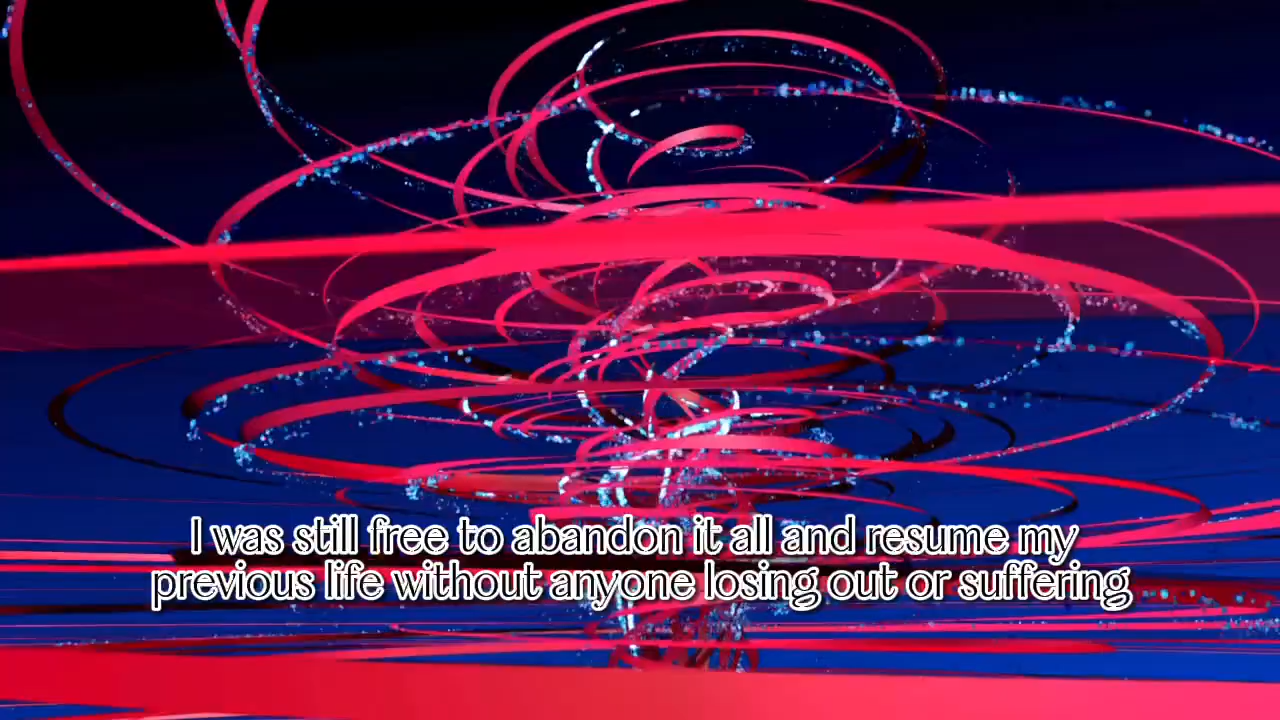 I was still free to abandon it all and resume my
previous life without anyone losing out or suffering